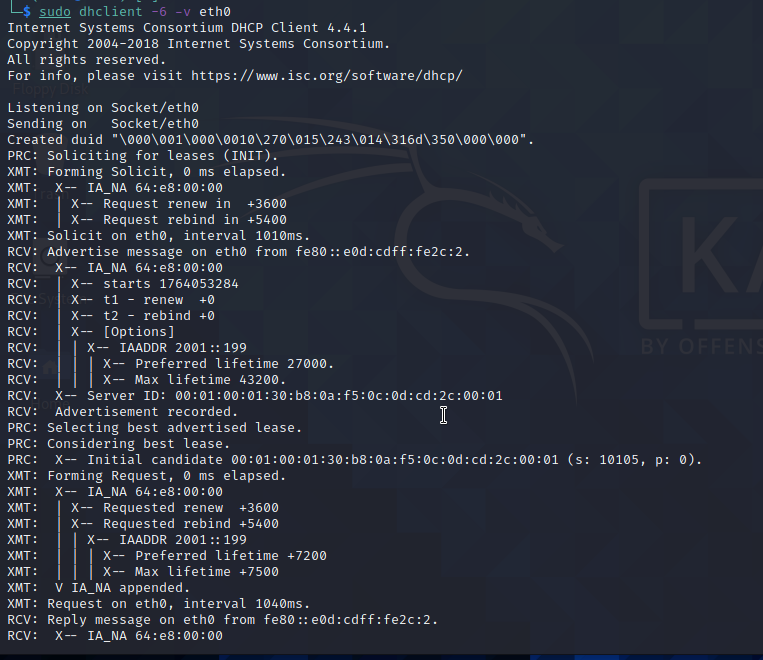 └─$ sudo dhclient -6 -v eth0
Internet Systems Consortium DHCP Client 4.4.1
Copyright 2004-2018 Internet Systems Consortium.
All rights reserved.
For info, please visit https://www.isc.org/software/dhcp/
Listening on Socket/eth0
Sending on   Socket/eth0
Created duid "\000\001\000\0010\270\015\243\014\316d\350\000\000".
PRC: Soliciting for leases (INIT).
XMT: Forming Solicit, 0 ms elapsed.
XMT:  X-- IA_NA 64:e8:00:00
XMT:  | X-- Request renew in  +3600
XMT:  | X-- Request rebind in +5400
XMT: Solicit on eth0, interval 1010ms.
RCV: Advertise message on eth0 from fe80::e0d:cdff:fe2c:2.
RCV:  X-- IA_NA 64:e8:00:00
RCV:  | X-- starts 1764053284
RCV:  | X-- t1 - renew  +0
RCV:  | X-- t2 - rebind +0
RCV:  | X-- [Options]
RCV:  | | X-- IAADDR 2001::199
RCV:  | | | X-- Preferred lifetime 27000.
RCV:  | | | X-- Max lifetime 43200.
RCV:  X-- Server ID: 00:01:00:01:30:b8:0a:f5:0c:0d:cd:2c:00:01
RCV:  Advertisement recorded.
PRC: Selecting best advertised lease.
PRC: Considering best lease.
PRC:  X-- Initial candidate 00:01:00:01:30:b8:0a:f5:0c:0d:cd:2c:00:01 (s: 10105, p: 0).
XMT: Forming Request, 0 ms elapsed.
XMT:  X-- IA_NA 64:e8:00:00
XMT:  | X-- Requested renew  +3600
XMT:  | X-- Requested rebind +5400
XMT:  | | X-- IAADDR 2001::199
XMT:  | | | X-- Preferred lifetime +7200
XMT:  | | | X-- Max lifetime +7500
XMT:  V IA_NA appended.
XMT: Request on eth0, interval 1040ms.
RCV: Reply message on eth0 from fe80::e0d:cdff:fe2c:2.
RCV:  X-- IA_NA 64:e8:00:00
KA
BY OFFENS